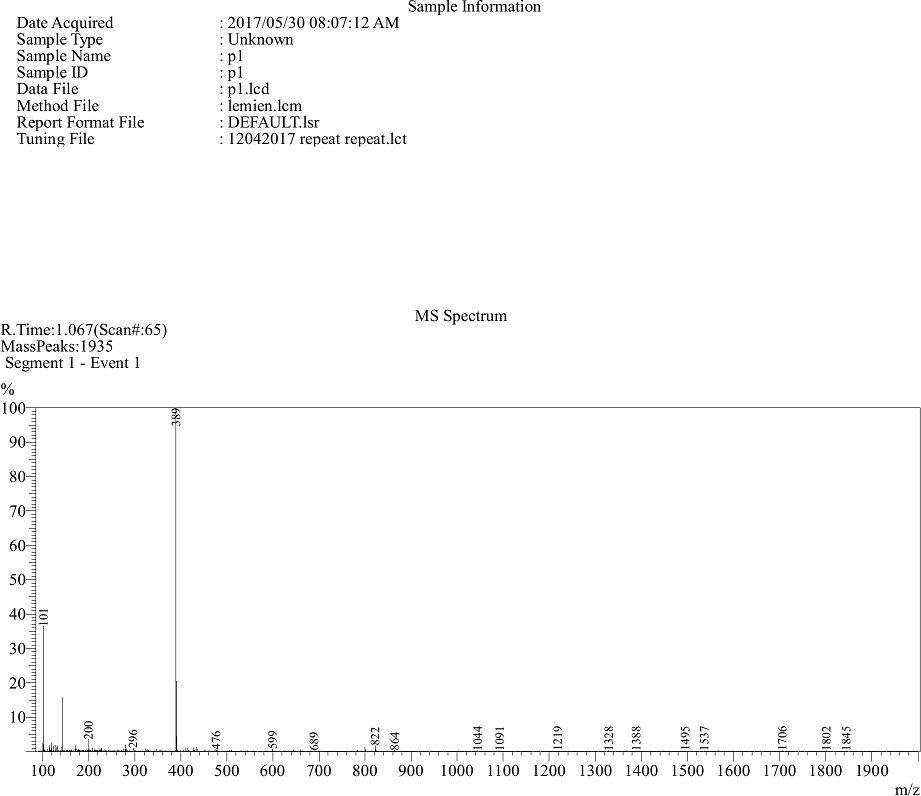 Sample Information
Date Acquired : 2017/05/30 08:07:12 AM
Sample Type : Unknown
Sample Name : p1
Sample ID : p1
Data File : p1.lcd
Method File : lemien.lcm
Report Format File : DEFAULT.lsr
Tuning File : 12042017 repeat repeat.lct
MS Spectrum
R.Time:1.067(Scan#:65)
MassPeaks:1935
Segment 1 - Event 1
%
100
90
80
70
60
50
40
30
20
10
389
101
200
296
476
599
689
822
864
1044
1091
1219
1328
1388
1495
1537
1706
1802
1845
100 200 300 400 500 600 700 800 900 1000 1100 1200 1300 1400 1500 1600 1700 1800 1900
m/z